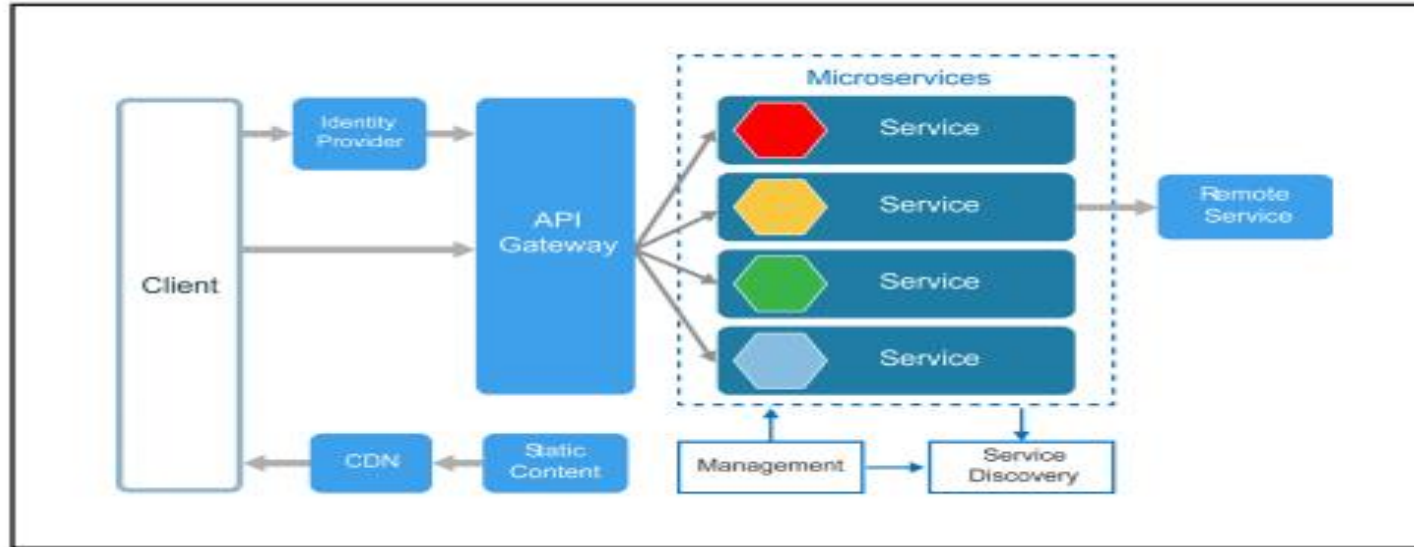 Microservices
Identity
Provider
Service
Service
Remote
Service
API
Gateway
Client
Service
Service
CDN
Static
Content
Management
Service
Discovery